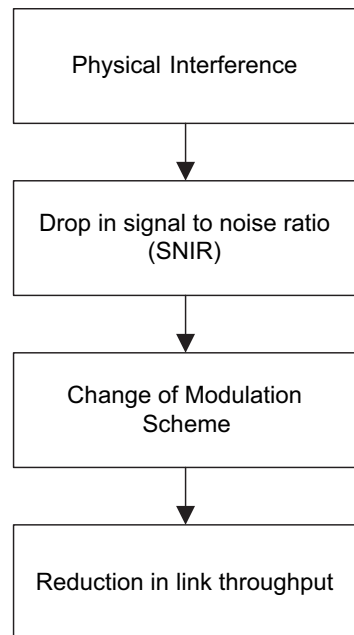 Physical Interference
Drop in signal to noise ratio
(SNIR)
Change of Modulation
Scheme
Reduction in link throughput